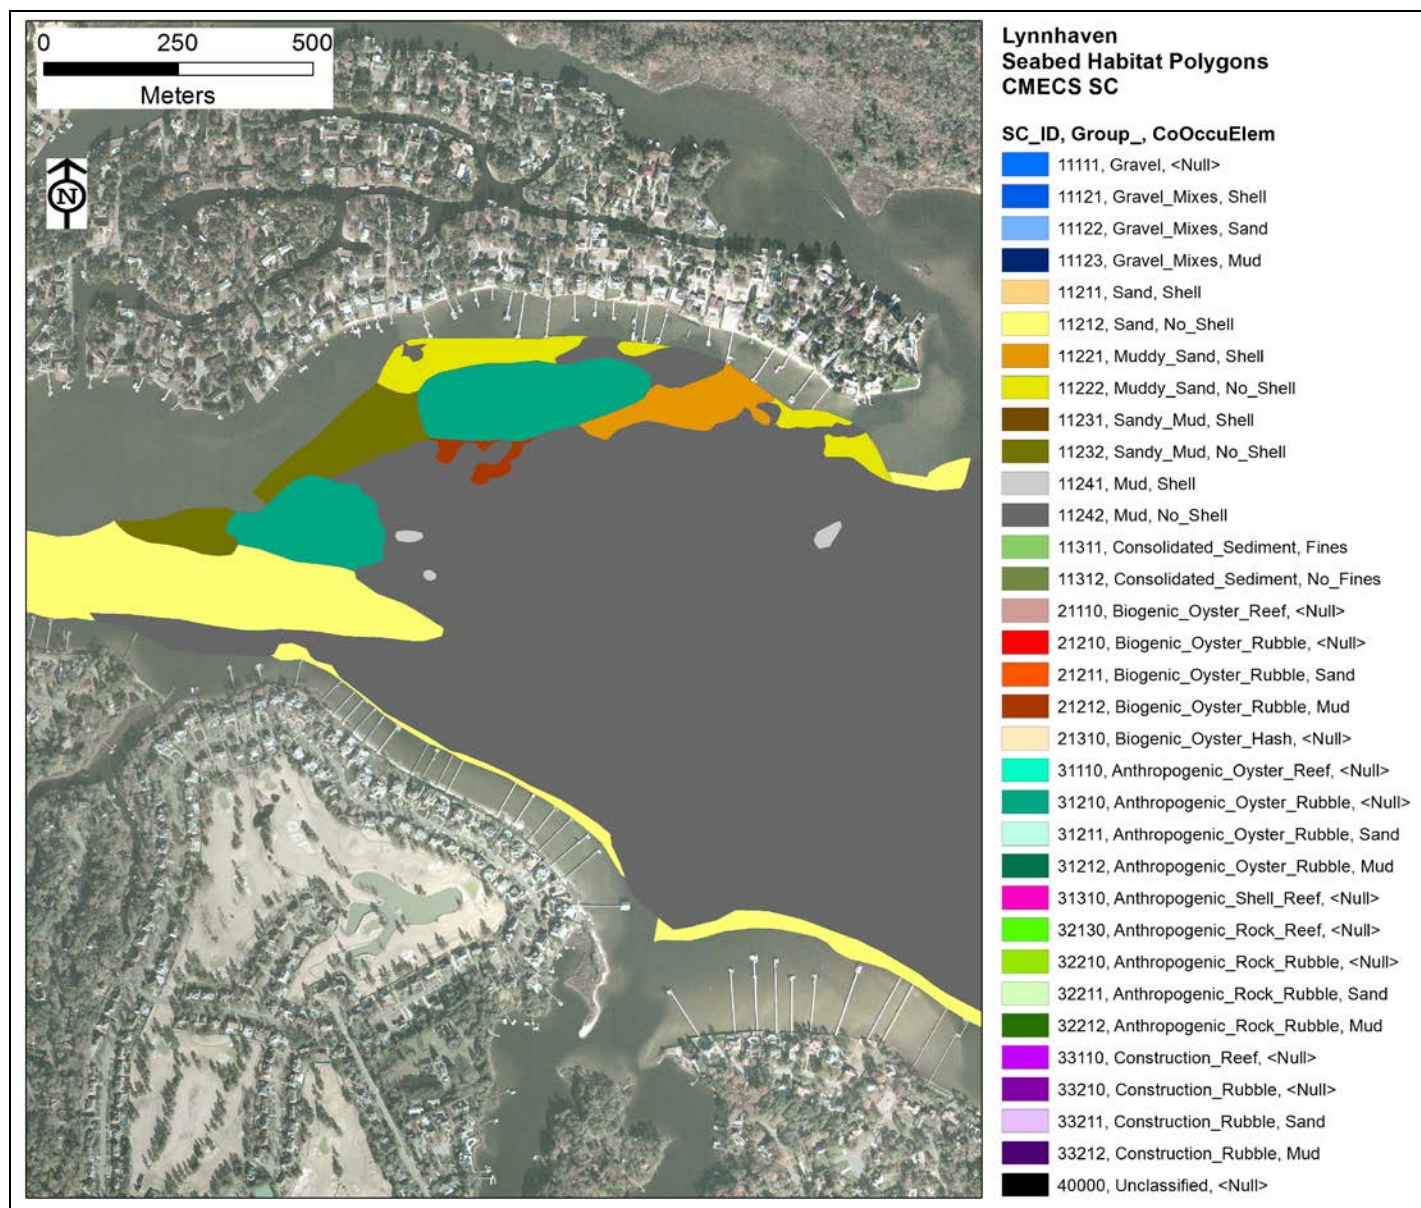 0 250 500
Meters
N
Lynnhaven
Seabed Habitat Polygons
CMECS SC
SC_ID, Group_, CoOccuElem
11111, Gravel, <Null>
11121, Gravel_Mixes, Shell
11122, Gravel_Mixes, Sand
11123, Gravel_Mixes, Mud
11211, Sand, Shell
11212, Sand, No_Shell
11221, Muddy_Sand, Shell
11222, Muddy_Sand, No_Shell
11231, Sandy_Mud, Shell
11232, Sandy_Mud, No_Shell
11241, Mud, Shell
11242, Mud, No_Shell
11311, Consolidated_Sediment, Fines
11312, Consolidated_Sediment, No_Fines
21110, Biogenic_Oyster_Reef, <Null>
21210, Biogenic_Oyster_Rubble, <Null>
21211, Biogenic_Oyster_Rubble, Sand
21212, Biogenic_Oyster_Rubble, Mud
21310, Biogenic_Oyster_Hash, <Null>
31110, Anthropogenic_Oyster_Reef, <Null>
31210, Anthropogenic_Oyster_Rubble, <Null>
31211, Anthropogenic_Oyster_Rubble, Sand
31212, Anthropogenic_Oyster_Rubble, Mud
31310, Anthropogenic_Shell_Reef, <Null>
32130, Anthropogenic_Rock_Reef, <Null>
32210, Anthropogenic_Rock_Rubble, <Null>
32211, Anthropogenic_Rock_Rubble, Sand
32212, Anthropogenic_Rock_Rubble, Mud
33110, Construction_Reef, <Null>
33210, Construction_Rubble, <Null>
33211, Construction_Rubble, Sand
33212, Construction_Rubble, Mud
40000, Unclassified, <Null>